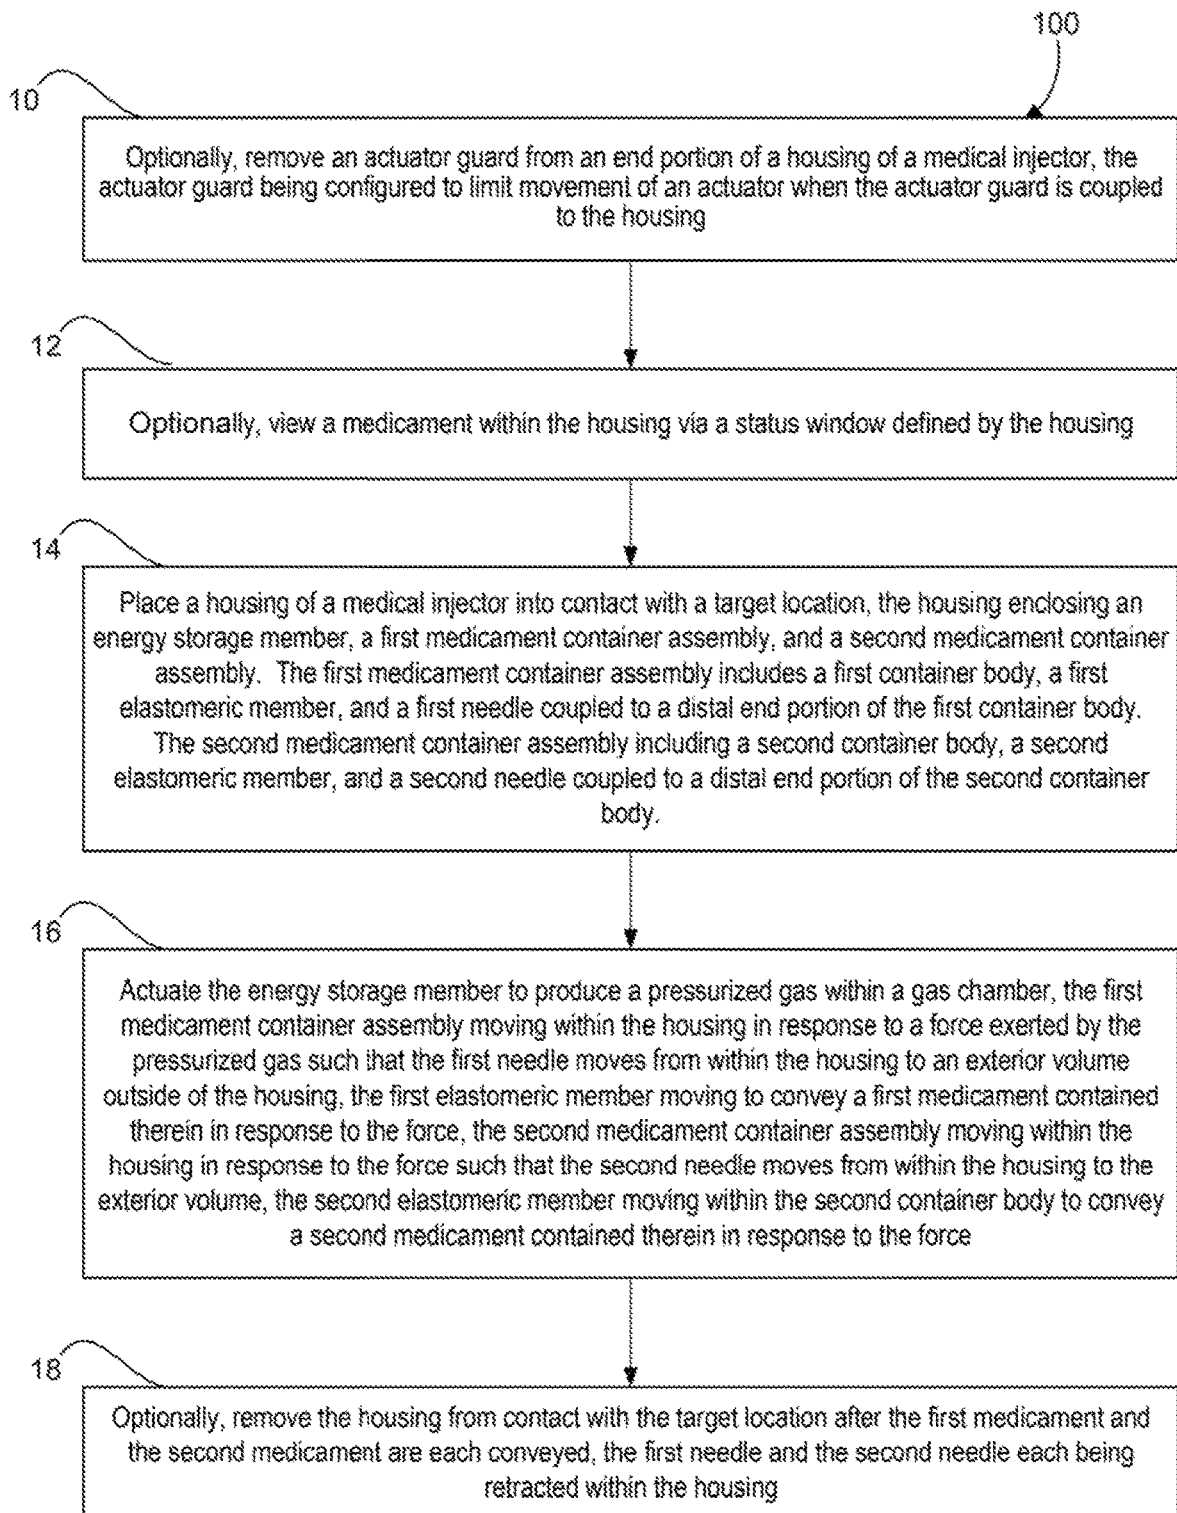 100
10
Optionally, remove an actuator guard from an end portion of a housing of a medical injector, the
actuator guard being configured to limit movement of an actuator when the actuator guard is coupled
to the housing
12
Optionally, view a medicament within the housing via a status window defined by the housing
14
Place a housing of a medical injector into contact with a target location, the housing enclosing an
energy storage member, a first medicament container assembly, and a second medicament container
assembly. The first medicament container assembly includes a first container body, a first
elastomeric member, and a first needle coupled to a distal end portion of the first container body.
The second medicament container assembly including a second container body, a second
elastomeric member, and a second needle coupled to a distal end portion of the second container
body.
16
Actuate the energy storage member to produce a pressurized gas within a gas chamber, the first
medicament container assembly moving within the housing in response to a force exerted by the
pressurized gas such that the first needle moves from within the housing to an exterior volume
outside of the housing, the first elastomeric member moving to convey a first medicament contained
therein in response to the force, the second medicament container assembly moving within the
housing in response to the force such that the second needle moves from within the housing to the
exterior volume, the second elastomeric member moving within the second container body to convey
a second medicament contained therein in response to the force
18
Optionally, remove the housing from contact with the target location after the first medicament and
the second medicament are each conveyed, the first needle and the second needle each being
retracted within the housing